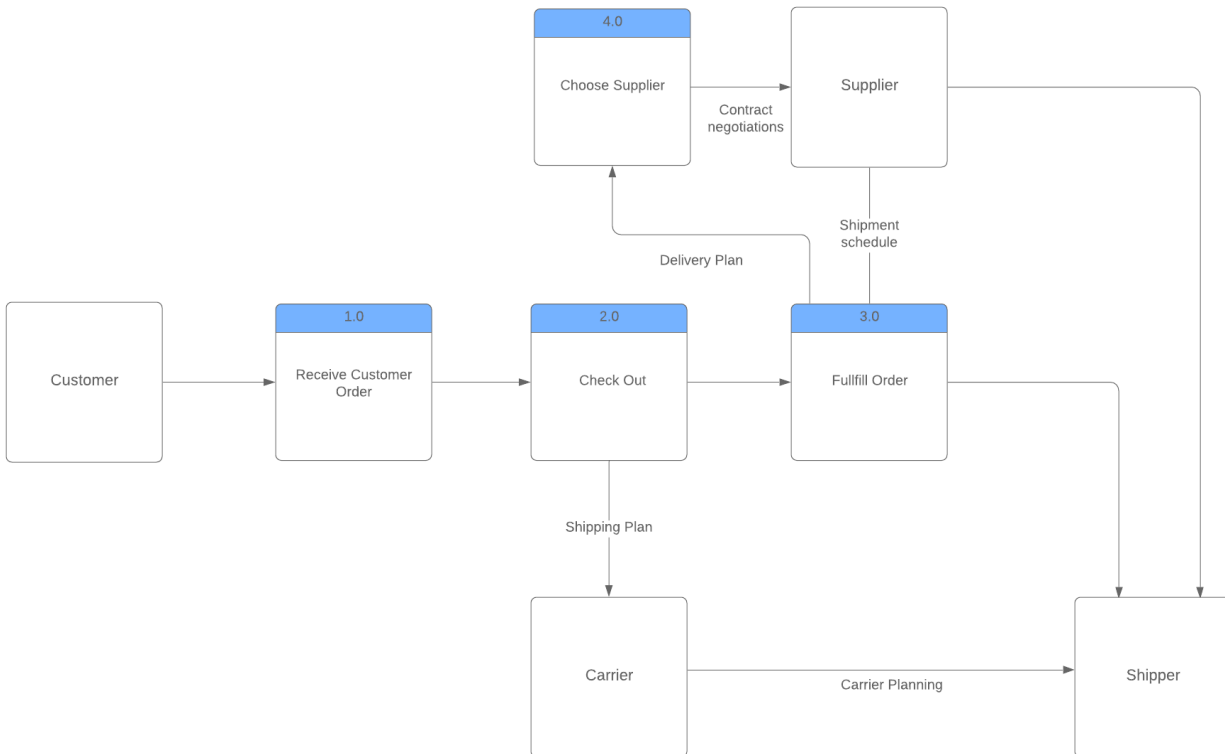 4.0
Choose Supplier
Supplier
Contract
negotiations
Shipment
schedule
Delivery Plan
1.0
2.0
3.0
Customer
Receive Customer
Order
Check Out
Fullfill Order
Shipping Plan
Carrier
Carrier Planning
Shipper